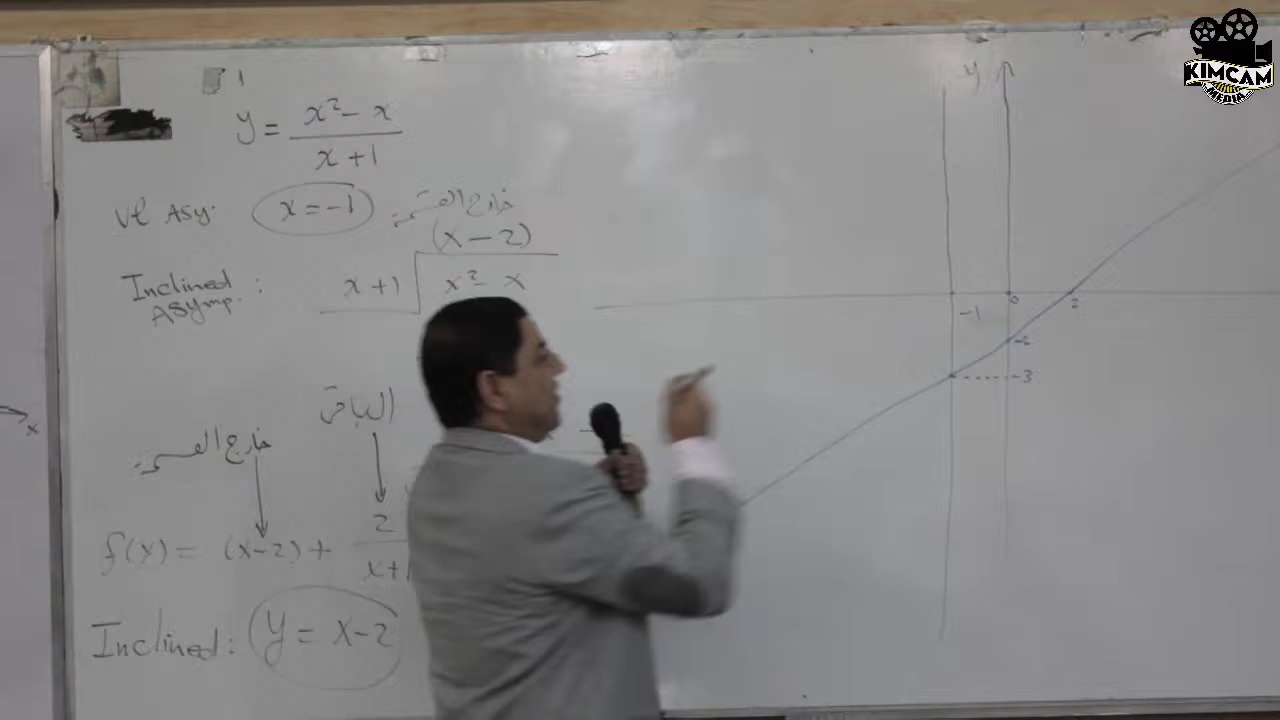 1
y = x² - x
x + 1
Vl Asy. x = -1 خارج القسمة
(x - 2)
Inclined Asymp. : x + 1 x² - x
الباقى
خارج القسمة
f(x) = (x-2) + 2
x+1
Inclined : y = x-2
x
y
0
-1
2
-2
-3
KIMCAM
MEDIA